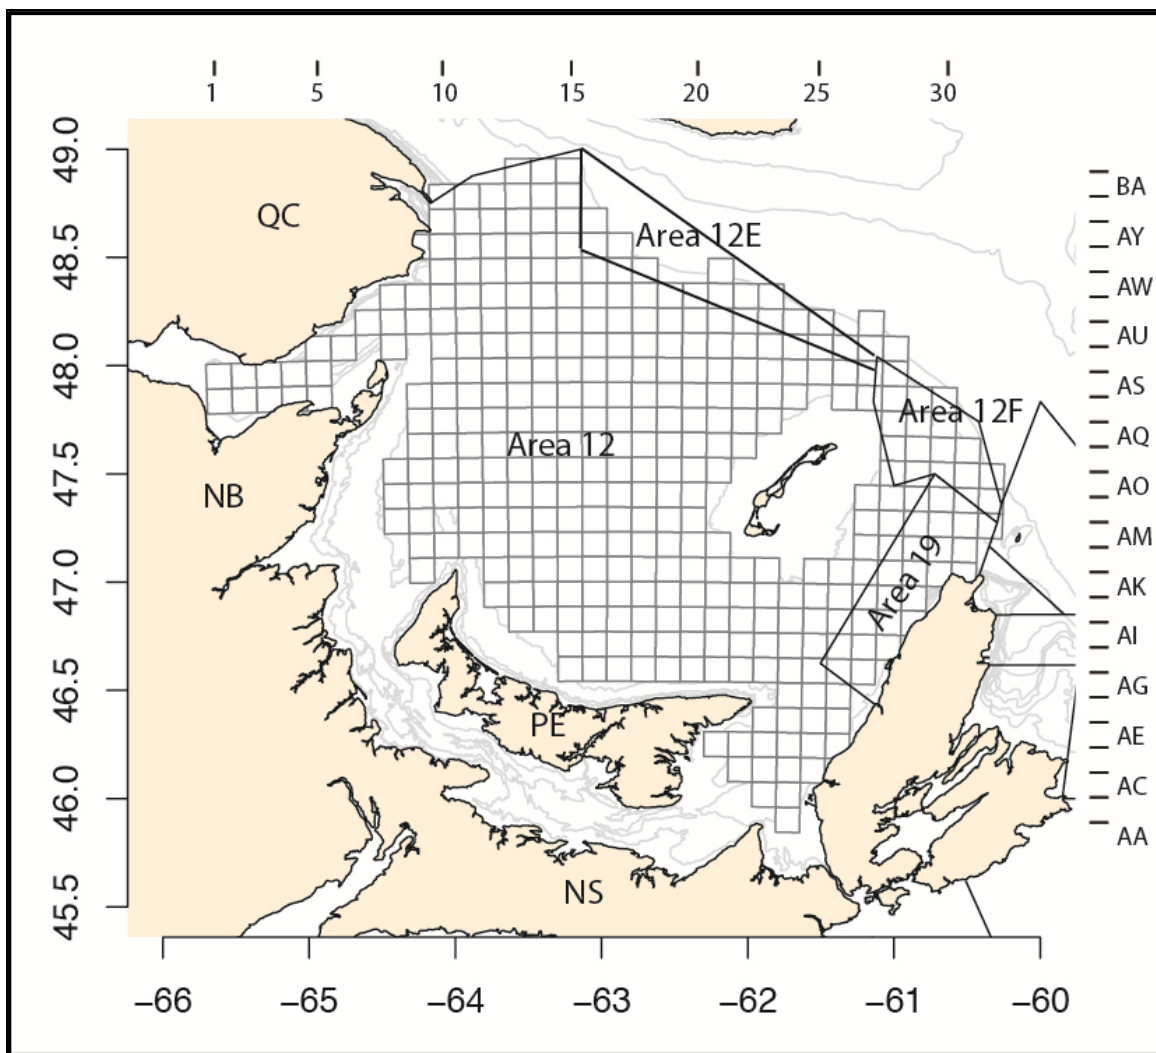 1 5 10 15 20 25 30
49.0
48.5
48.0
47.5
47.0
46.5
46.0
45.5
QC
Area 12E
Area 12F
Area 12
NB
Area 19
PE
NS
BA
AY
AW
AU
AS
AQ
AO
AM
AK
AI
AG
AE
AC
AA
−66 −65 −64 −63 −62 −61 −60